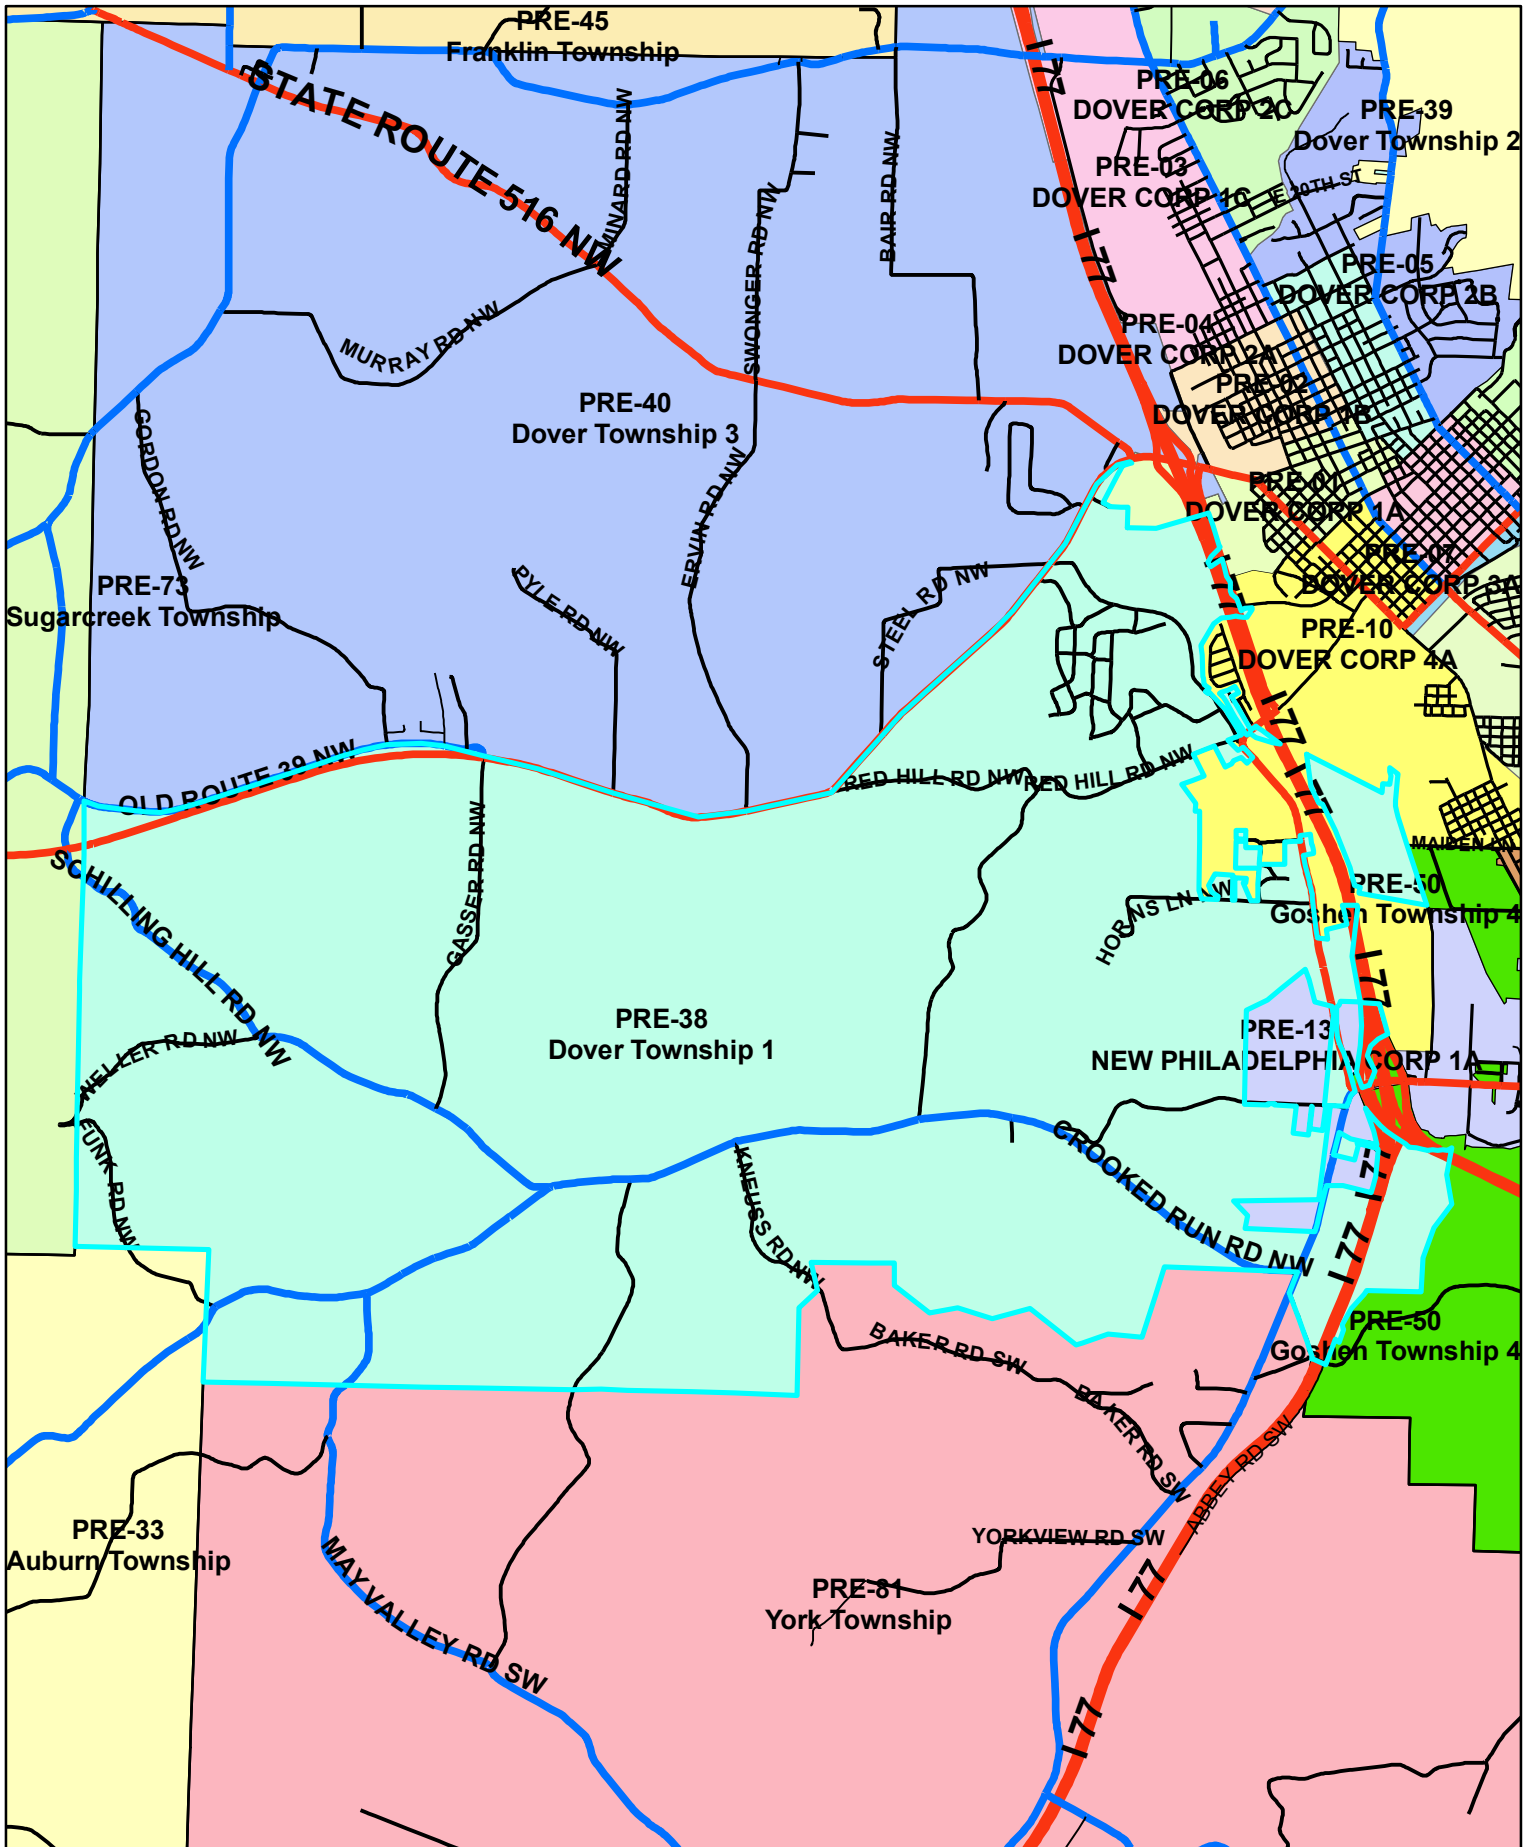 PRE-45
Franklin Township
I 77
PRE-06
DOVER CORP 2C
PRE-39
Dover Township 2
STATE ROUTE 516 NW
MINARD RD NW
BAIR RD NW
PRE-03
DOVER CORP 1C
E 20TH ST
SWONGER RD NW
I 77
PRE-05
DOVER CORP 2B
MURRAY RD NW
PRE-04
DOVER CORP 2A
PRE-02
DOVER CORP 1B
PRE-40
Dover Township 3
GORDON RD NW
ERVIN RD NW
PRE-01
DOVER CORP 1A
PRE-07
DOVER CORP 3A
I 77
PRE-73
Sugarcreek Township
PYLE RD NW
STEEL RD NW
PRE-10
DOVER CORP 4A
I 77
OLD ROUTE 39 NW
RED HILL RD NW
RED HILL RD NW
I 77
GASSER RD NW
MAIDEN LN
SCHILLING HILL RD NW
PRE-50
Goshen Township 4
I 77
PRE-38
Dover Township 1
PRE-13
NEW PHILADELPHIA CORP 1A
WELLER RD NW
FUNK RD NW
KNEUSS RD NW
CROOKED RUN RD NW
I 77
I 77
PRE-50
Goshen Township 4
BAKER RD SW
BAKER RD SW
ABBEY RD SW
PRE-33
Auburn Township
MAY VALLEY RD SW
YORKVIEW RD SW
PRE-81
York Township
I 77
I 77